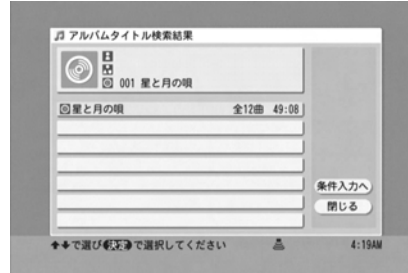 アルバムタイトル検索結果
001 星と月の唄
星と月の唄 全12曲 49:08
条件入力へ
閉じる
↑↓で選び決定で選択してください
4:19AM